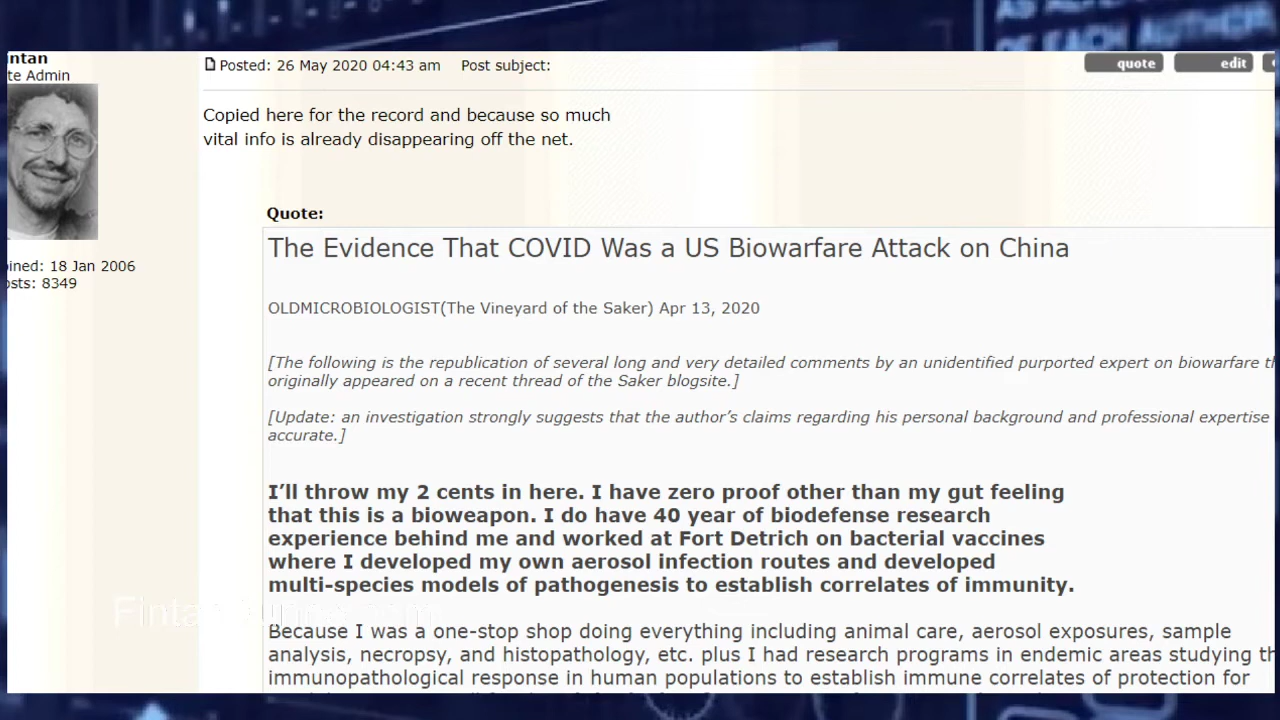 AS ALTE
OF EACH AUTHOR
intan
te Admin
Posted: 26 May 2020 04:43 am Post subject:
quote
edit
Copied here for the record and because so much
vital info is already disappearing off the net.
oined: 18 Jan 2006
osts: 8349
Quote:
The Evidence That COVID Was a US Biowarfare Attack on China
OLDMICROBIOLOGIST(The Vineyard of the Saker) Apr 13, 2020
[The following is the republication of several long and very detailed comments by an unidentified purported expert on biowarfare th
originally appeared on a recent thread of the Saker blogsite.]
[Update: an investigation strongly suggests that the author’s claims regarding his personal background and professional expertise
accurate.]
I’ll throw my 2 cents in here. I have zero proof other than my gut feeling
that this is a bioweapon. I do have 40 year of biodefense research
experience behind me and worked at Fort Detrich on bacterial vaccines
where I developed my own aerosol infection routes and developed
multi-species models of pathogenesis to establish correlates of immunity.
Because I was a one-stop shop doing everything including animal care, aerosol exposures, sample
analysis, necropsy, and histopathology, etc. plus I had research programs in endemic areas studying th
immunopathological response in human populations to establish immune correlates of protection for